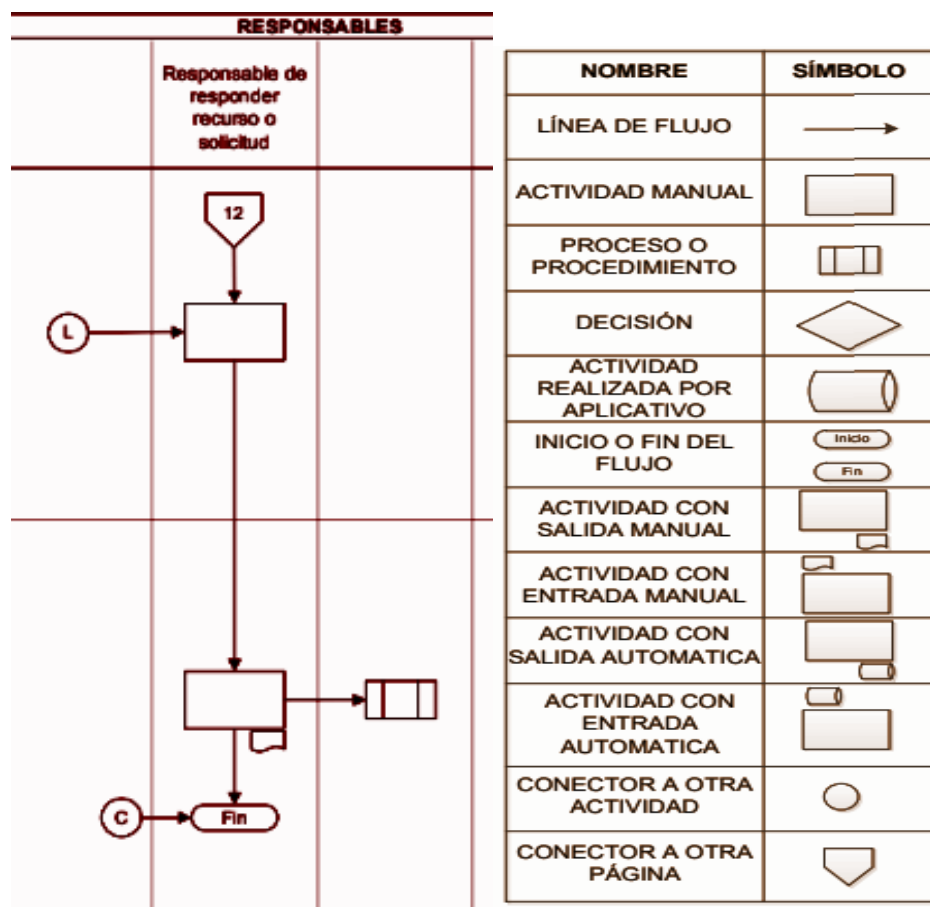 RESPONSABLES
Responsable de
responder
recurso o
solicitud
12
L
C
Fin
NOMBRE
SÍMBOLO
LÍNEA DE FLUJO
ACTIVIDAD MANUAL
PROCESO O
PROCEDIMIENTO
DECISIÓN
ACTIVIDAD
REALIZADA POR
APLICATIVO
INICIO O FIN DEL
FLUJO
Inicio
Fin
ACTIVIDAD CON
SALIDA MANUAL
ACTIVIDAD CON
ENTRADA MANUAL
ACTIVIDAD CON
SALIDA AUTOMATICA
ACTIVIDAD CON
ENTRADA
AUTOMATICA
CONECTOR A OTRA
ACTIVIDAD
CONECTOR A OTRA
PÁGINA